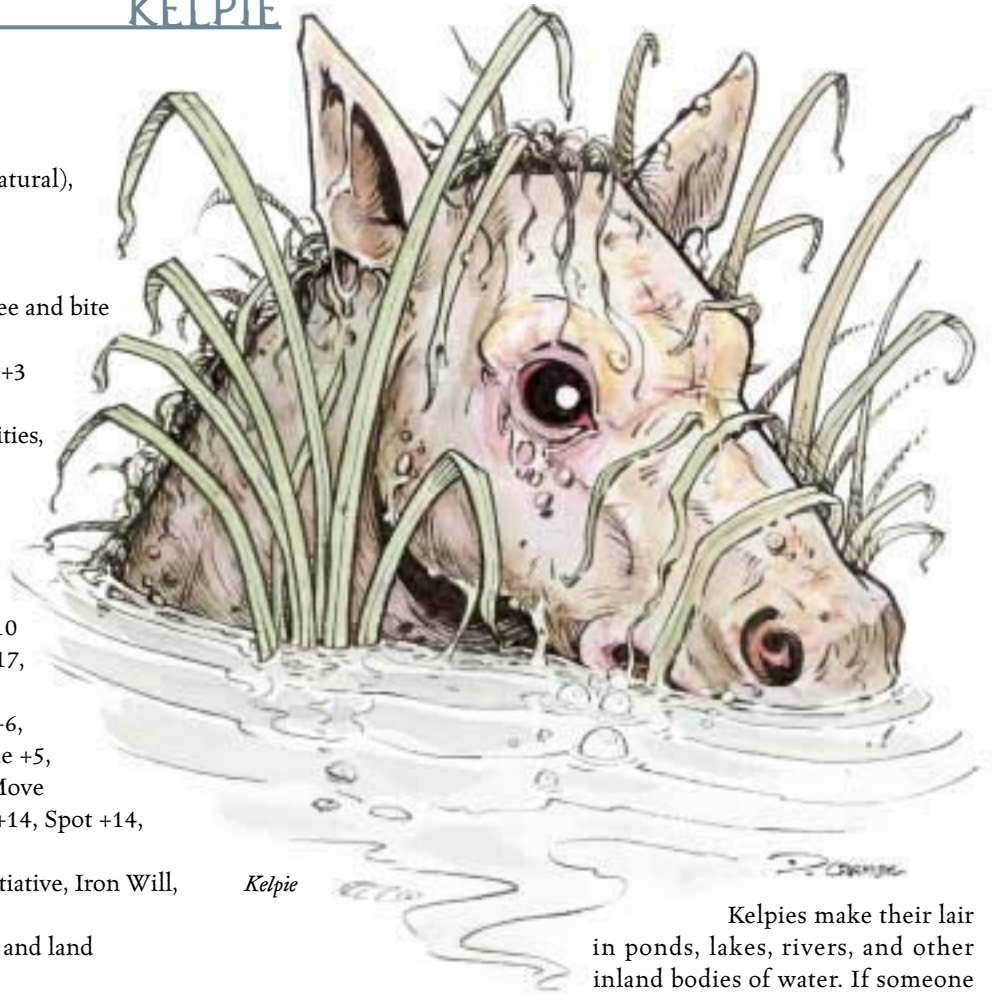 KELPIE
atural),
ee and bite
+3
ities,
10
17,
+6,
e +5,
Move
+14, Spot +14,
tiative, Iron Will,
and land
Kelpie
Kelpies make their lair
in ponds, lakes, rivers, and other
inland bodies of water. If someone